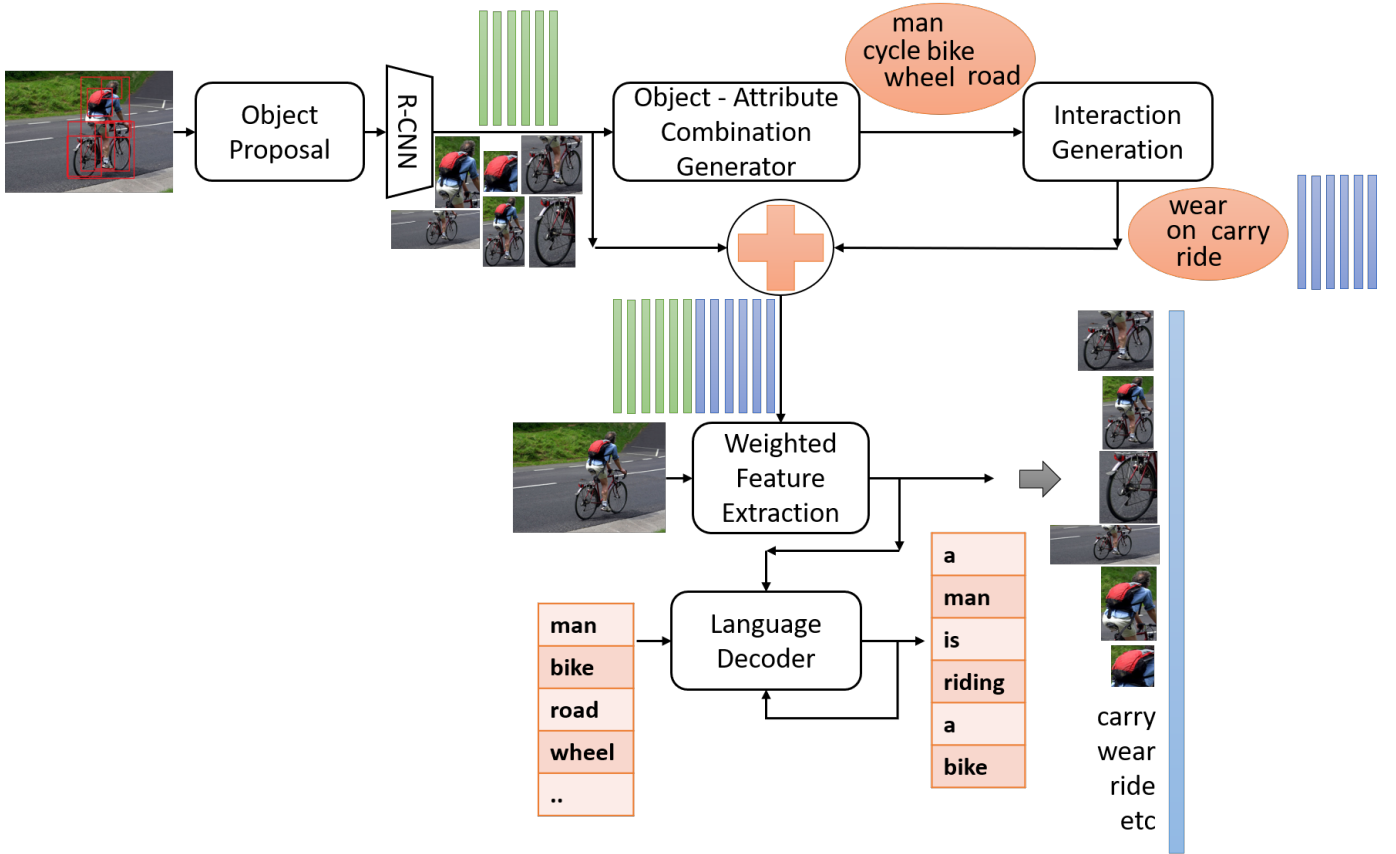 man
cycle bike
wheel road
Object
Proposal
R-CNN
Object - Attribute
Combination
Generator
Interaction
Generation
wear
on carry
ride
Weighted
Feature
Extraction
Language
Decoder
man
bike
road
wheel
..
a
man
is
riding
a
bike
carry
wear
ride
etc